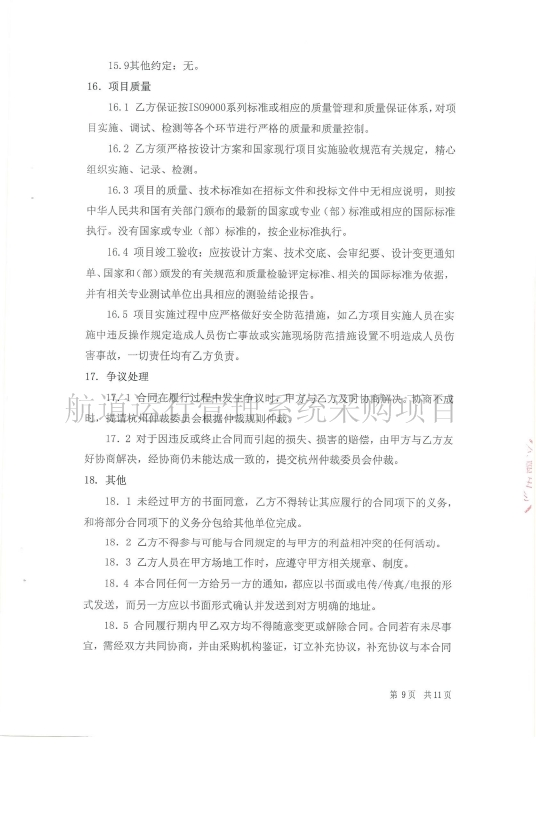 15.9其他约定：无。
16. 项目质量
16.1 乙方保证按ISO9000系列标准或相应的质量管理和质量保证体系，对项
目实施、调试、检测等各个环节进行严格的质量和质量控制。
16.2 乙方须严格按设计方案和国家现行项目实施验收规范有关规定，精心
组织实施、记录、检测。
16.3 项目的质量、技术标准如在招标文件和投标文件中无相应说明，则按
中华人民共和国有关部门颁布的最新的国家或专业（部）标准或相应的国际标准
执行。没有国家或专业（部）标准的，按企业标准执行。
16.4 项目竣工验收：应按设计方案、技术交底、会审纪要、设计变更通知
单、国家和(部)颁发的有关规范和质量检验评定标准、相关的国际标准为依据，
并有相关专业测试单位出具相应的测验结论报告。
16.5 项目实施过程中应严格做好安全防范措施，如乙方项目实施人员在实
施中违反操作规定造成人员伤亡事故或实施现场防范措施设置不明造成人员伤
害事故，一切责任均有乙方负责。
17. 争议处理
17.1 合同在履行过程中发生争议时，甲方与乙方及时协商解决。协商不成
时，提请杭州仲裁委员会根据仲裁规则仲裁。
航道运行管理系统采购项目
17.2 对于因违反或终止合同而引起的损失、损害的赔偿，由甲方与乙方友
好协商解决，经协商仍未能达成一致的，提交杭州仲裁委员会仲裁。
18. 其他
18.1 未经过甲方的书面同意，乙方不得转让其应履行的合同项下的义务，
和将部分合同项下的义务分包给其他单位完成。
18.2 乙方不得参与可能与合同规定的与甲方的利益相冲突的任何活动。
18.3 乙方人员在甲方场地工作时，应遵守甲方相关规章、制度。
18.4 本合同任何一方给另一方的通知，都应以书面或电传/传真/电报的形
式发送，而另一方应以书面形式确认并发送到对方明确的地址。
18.5 合同履行期内甲乙双方均不得随意变更或解除合同。合同若有未尽事
宜，需经双方共同协商，并由采购机构鉴证，订立补充协议，补充协议与本合同
第 9 页 共 11 页